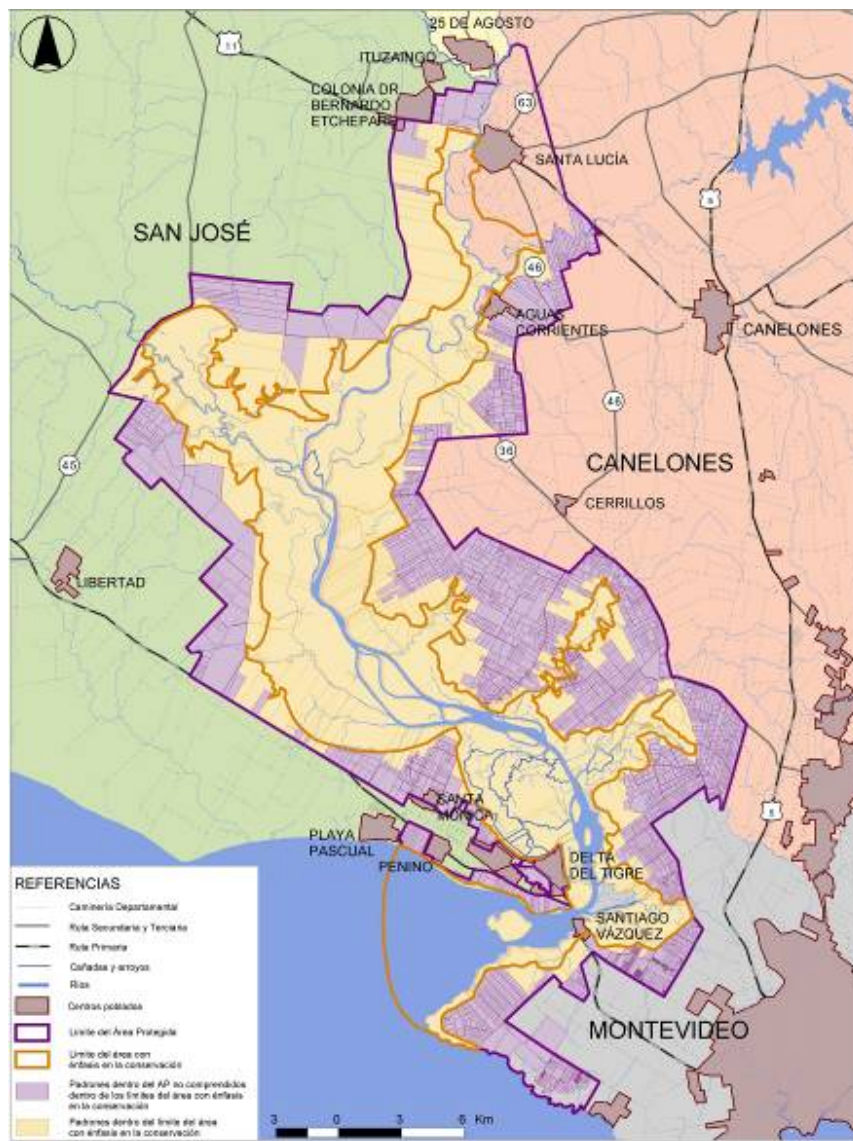 25 DE AGOSTO
11
ITUZAINGO
COLONIA DR.
BERNARDO
ETCHEPARE
63
SANTA LUCÍA
SAN JOSÉ
5
46
AGUAS
CORRIENTES
CANELONES
46
45
36
CANELONES
CERRILLOS
LIBERTAD
SANTA
MÓNICA
5
PLAYA
PASCUAL
PENINO
DELTA
DEL TIGRE
SANTIAGO
VÁZQUEZ
MONTEVIDEO
REFERENCIAS
Caminería Departamental
Ruta Secundaria y Terciaria
Ruta Primaria
Cañadas y arroyos
Ríos
Centros poblados
Límite del Área Protegida
Límite del área con
énfasis en la conservación
Padrones dentro del AP no comprendidos
dentro de los límites del área con énfasis
en la conservación
Padrones dentro del límite del área
con énfasis en la conservación
3 0 3 6 Km